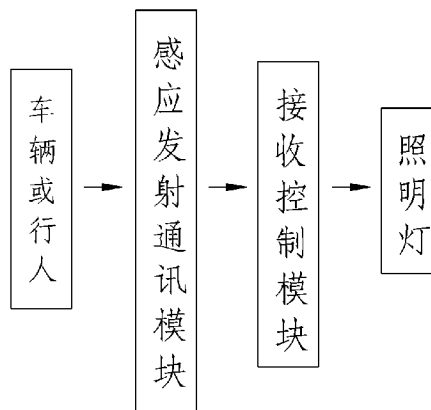 车辆或行人
感应发射通讯模块
接收控制模块
照明灯